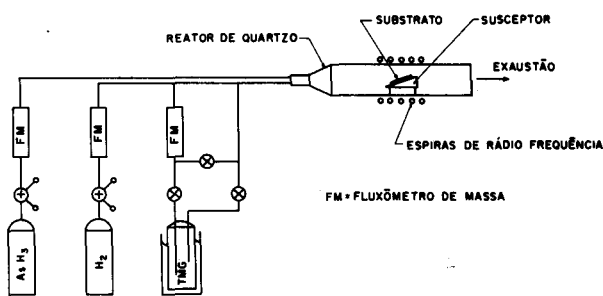 SUBSTRATO
SUSCEPTOR
REATOR DE QUARTZO
EXAUSTÃO
ESPIRAS DE RÁDIO FREQUÊNCIA
FM
FM
FM
FM = FLUXÔMETRO DE MASSA
AsH3
H2
TMG